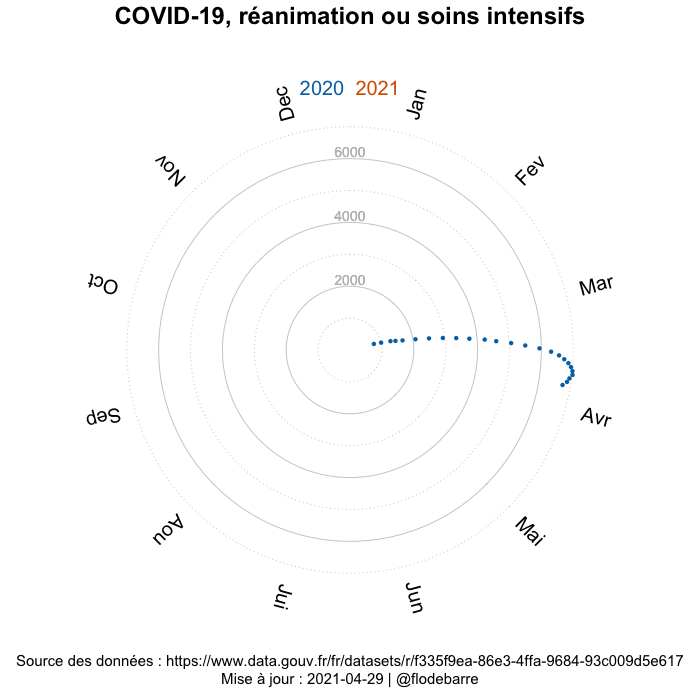 COVID-19, réanimation ou soins intensifs
2020 2021
Jan
Fev
Mar
Avr
Mai
Jun
Jui
Aou
Sep
Oct
Nov
Dec
6000
4000
2000
Source des données : https://www.data.gouv.fr/fr/datasets/r/f335f9ea-86e3-4ffa-9684-93c009d5e617
Mise à jour : 2021-04-29 | @flodebarre